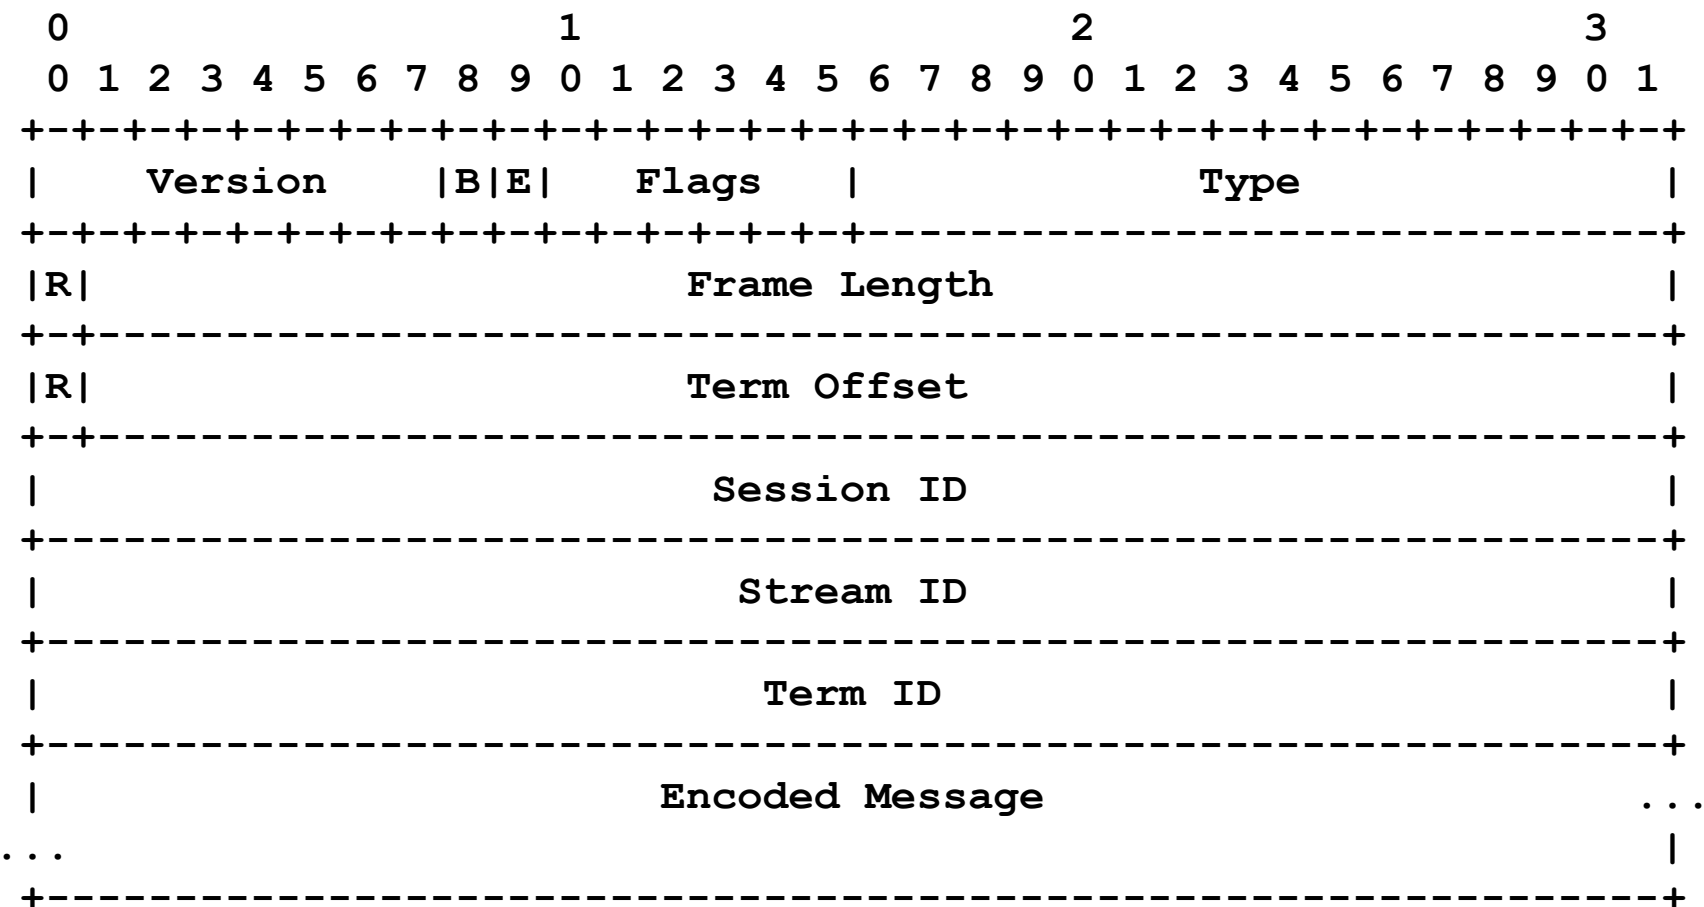 0                   1                   2                   3
 0 1 2 3 4 5 6 7 8 9 0 1 2 3 4 5 6 7 8 9 0 1 2 3 4 5 6 7 8 9 0 1
+-+-+-+-+-+-+-+-+-+-+-+-+-+-+-+-+-+-+-+-+-+-+-+-+-+-+-+-+-+-+-+-+
|    Version    |B|E|   Flags   |             Type              |
+-+-+-+-+-+-+-+-+-+-+-+-+-+-+-+-+-------------------------------+
|R|                       Frame Length                          |
+-+-------------------------------------------------------------+
|R|                       Term Offset                           |
+-+-------------------------------------------------------------+
|                          Session ID                           |
+---------------------------------------------------------------+
|                           Stream ID                           |
+---------------------------------------------------------------+
|                            Term ID                            |
+---------------------------------------------------------------+
|                        Encoded Message                       ...
...                                                             |
+---------------------------------------------------------------+